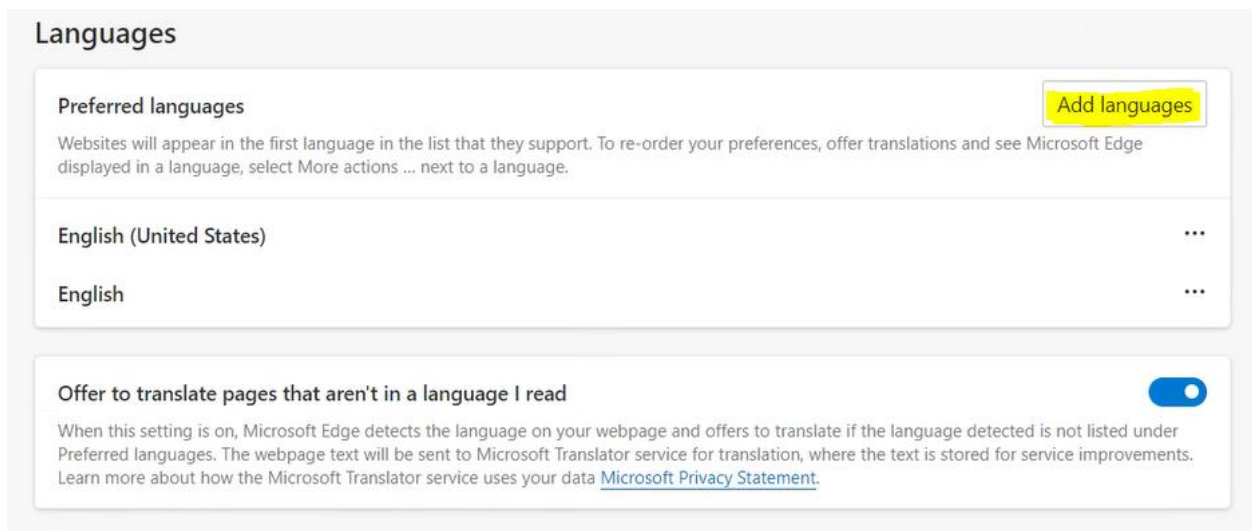 Languages
Preferred languages
Add languages
Websites will appear in the first language in the list that they support. To re-order your preferences, offer translations and see Microsoft Edge
displayed in a language, select More actions ... next to a language.
English (United States)
...
English
...
Offer to translate pages that aren't in a language I read
When this setting is on, Microsoft Edge detects the language on your webpage and offers to translate if the language detected is not listed under
Preferred languages. The webpage text will be sent to Microsoft Translator service for translation, where the text is stored for service improvements.
Learn more about how the Microsoft Translator service uses your data Microsoft Privacy Statement.